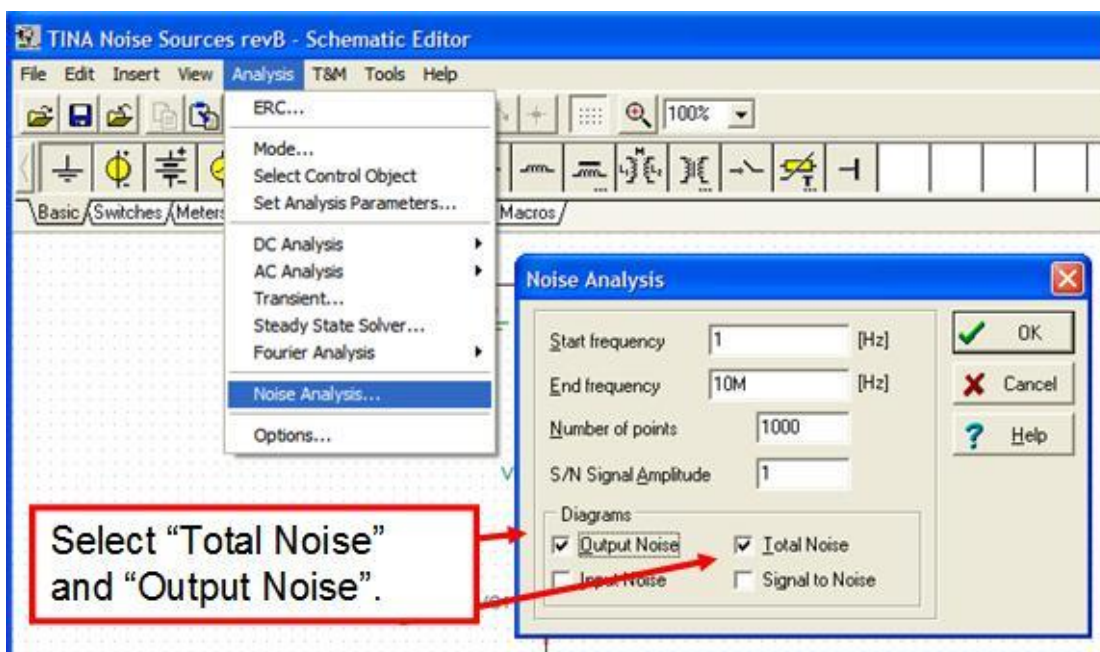 TINA Noise Sources revB - Schematic Editor
File Edit Insert View Analysis T&M Tools Help
100%
ERC...
Mode...
Select Control Object
Set Analysis Parameters...
DC Analysis
AC Analysis
Transient...
Steady State Solver...
Fourier Analysis
Noise Analysis...
Options...
M
T
Basic Switches Meters Macros
Noise Analysis
Start frequency 1 [Hz]
End frequency 10M [Hz]
Number of points 1000
S/N Signal Amplitude 1
OK
Cancel
Help
Diagrams
Output Noise Total Noise
Input Noise Signal to Noise
V
Select “Total Noise”
and “Output Noise”.